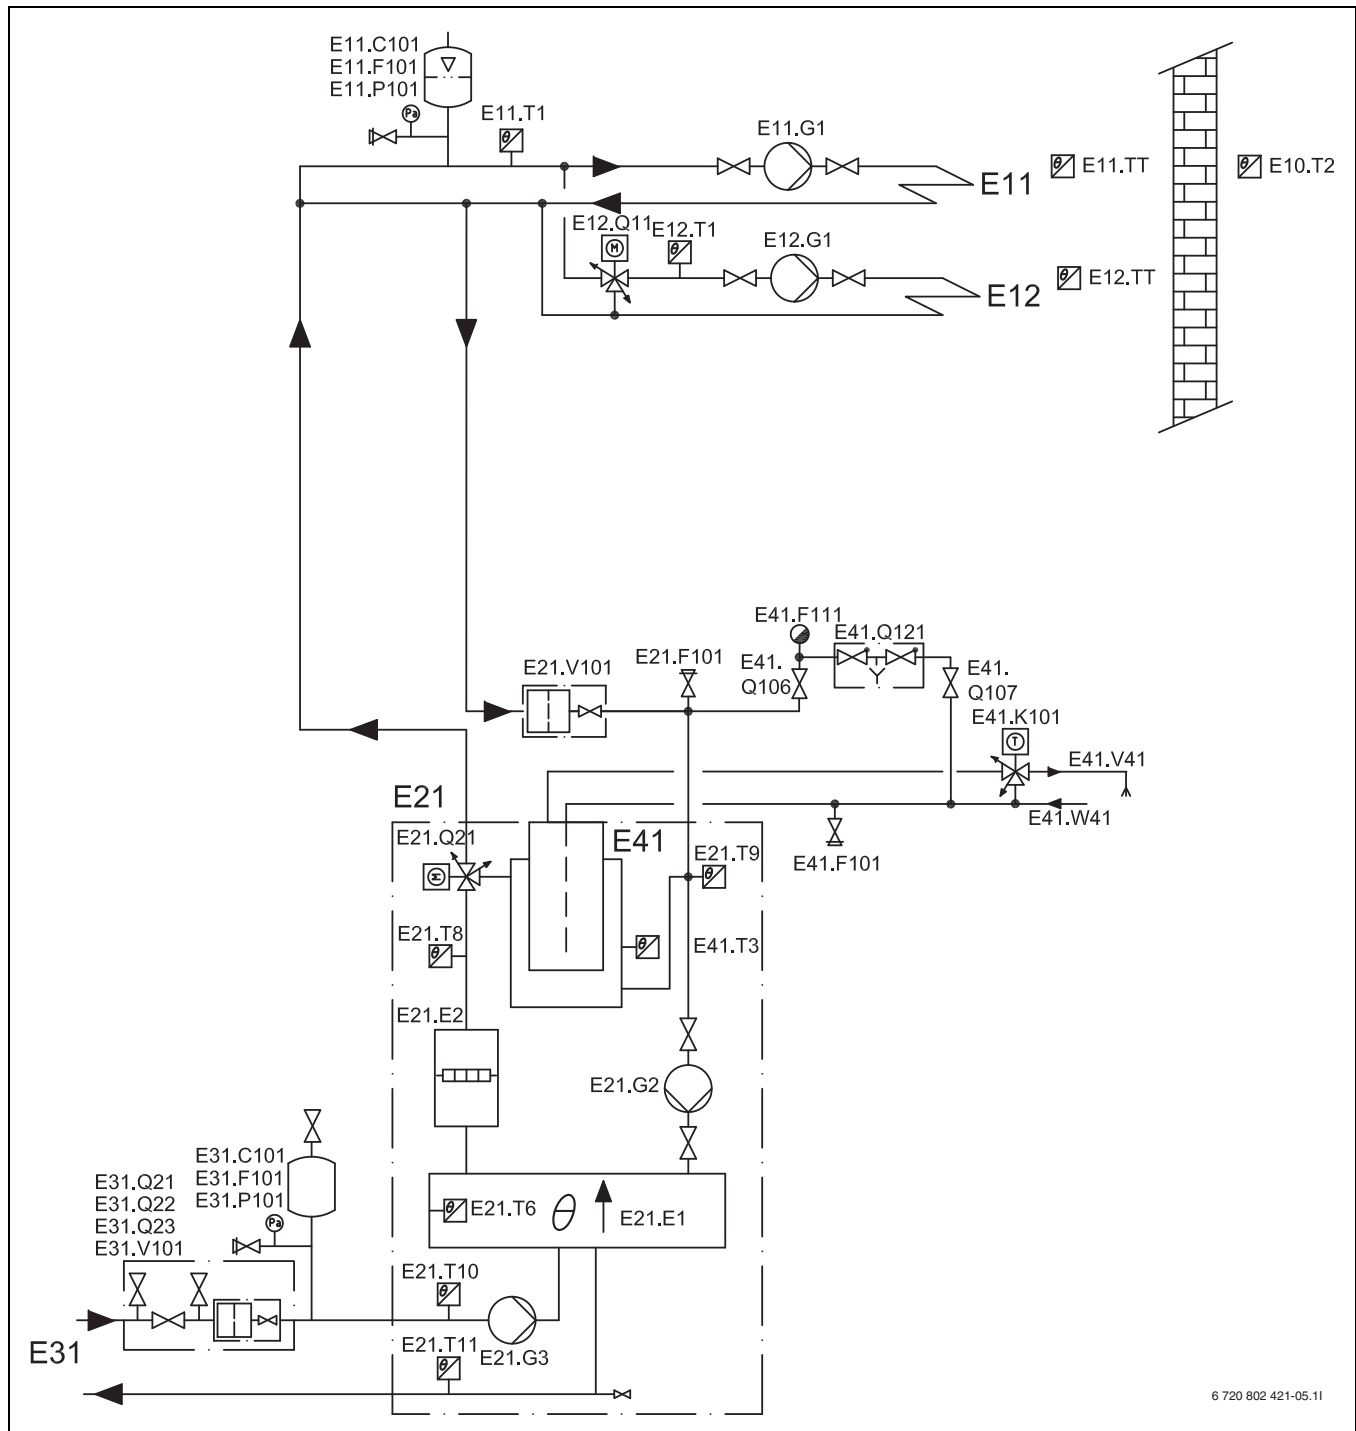 E11.C101
E11.F101
E11.P101
Pa
E11.T1
θ
E11.G1
E11
θ E11.TT
θ E10.T2
E12.Q11
M
E12.T1
θ
E12.G1
E12
θ E12.TT
E41.F111
E41.Q121
E21.F101
E21.V101
E41.
Q106
E41.
Q107
E41.K101
T
E41.V41
E41.W41
E41.F101
E21
E41
E21.Q21
M
E21.T9
θ
E21.T8
θ
θ
E41.T3
E21.E2
E21.G2
E31.C101
E31.F101
E31.P101
Pa
E31.Q21
E31.Q22
E31.Q23
E31.V101
θ E21.T6
θ
E21.E1
E21.T10
θ
E21.G3
E31
E21.T11
θ
6 720 802 421-05.1I